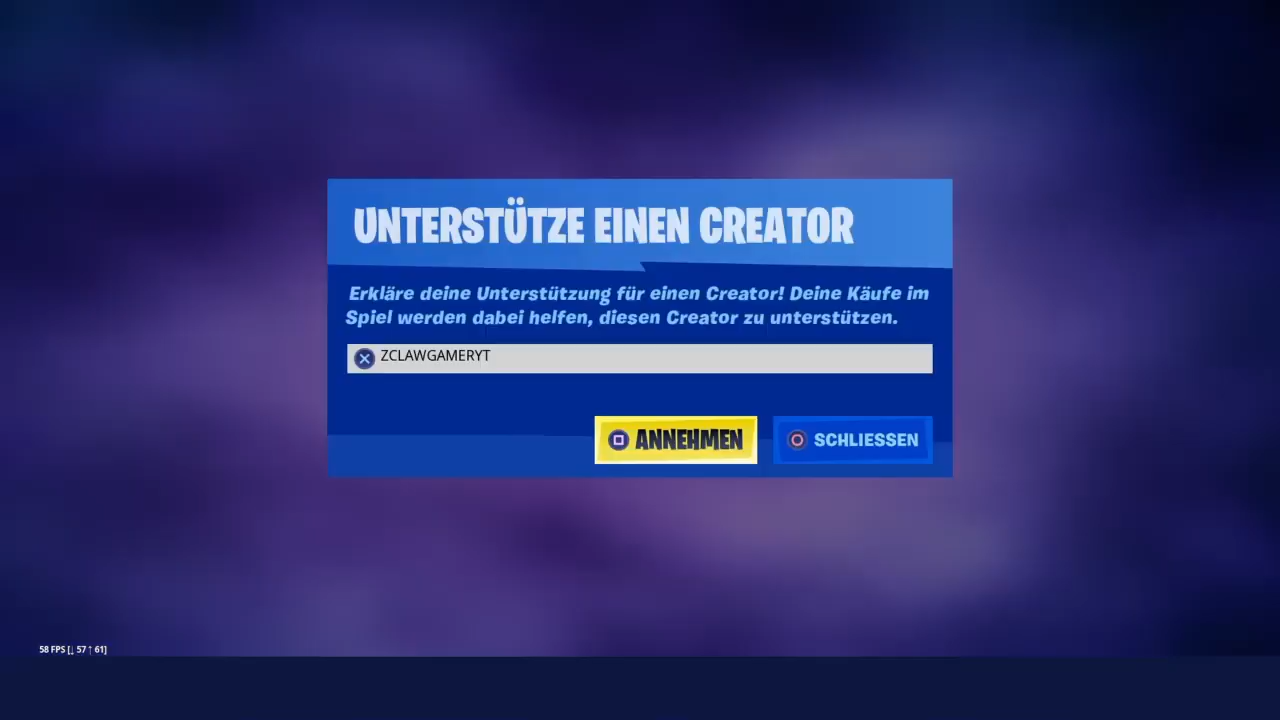 UNTERSTÜTZE EINEN CREATOR
Erkläre deine Unterstützung für einen Creator! Deine Käufe im
Spiel werden dabei helfen, diesen Creator zu unterstützen.
ZCLAWGAMERYT
ANNEHMEN
SCHLIESSEN
58 FPS [↓ 57 ↑ 61]